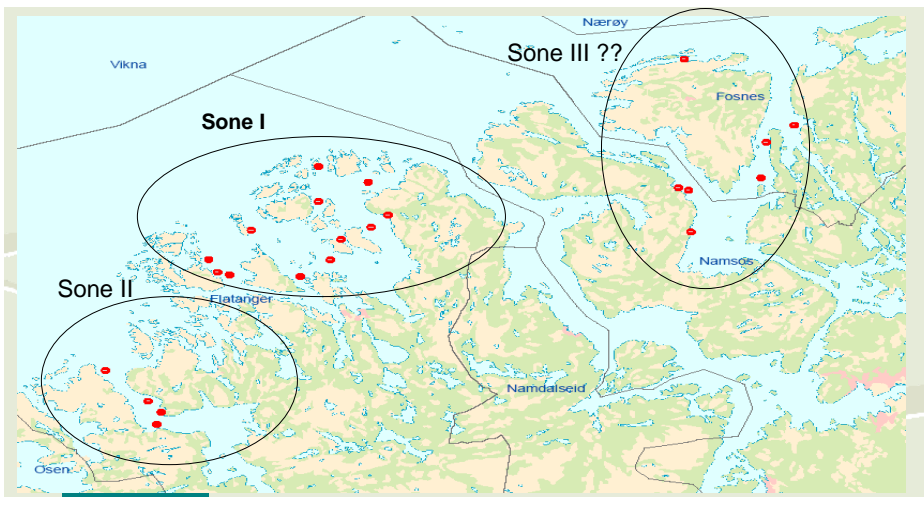 Nærøy
Sone III ??
Vikna
Fosnes
Sone I
Namsos
Sone II
Flatanger
Namdalseid
Osen